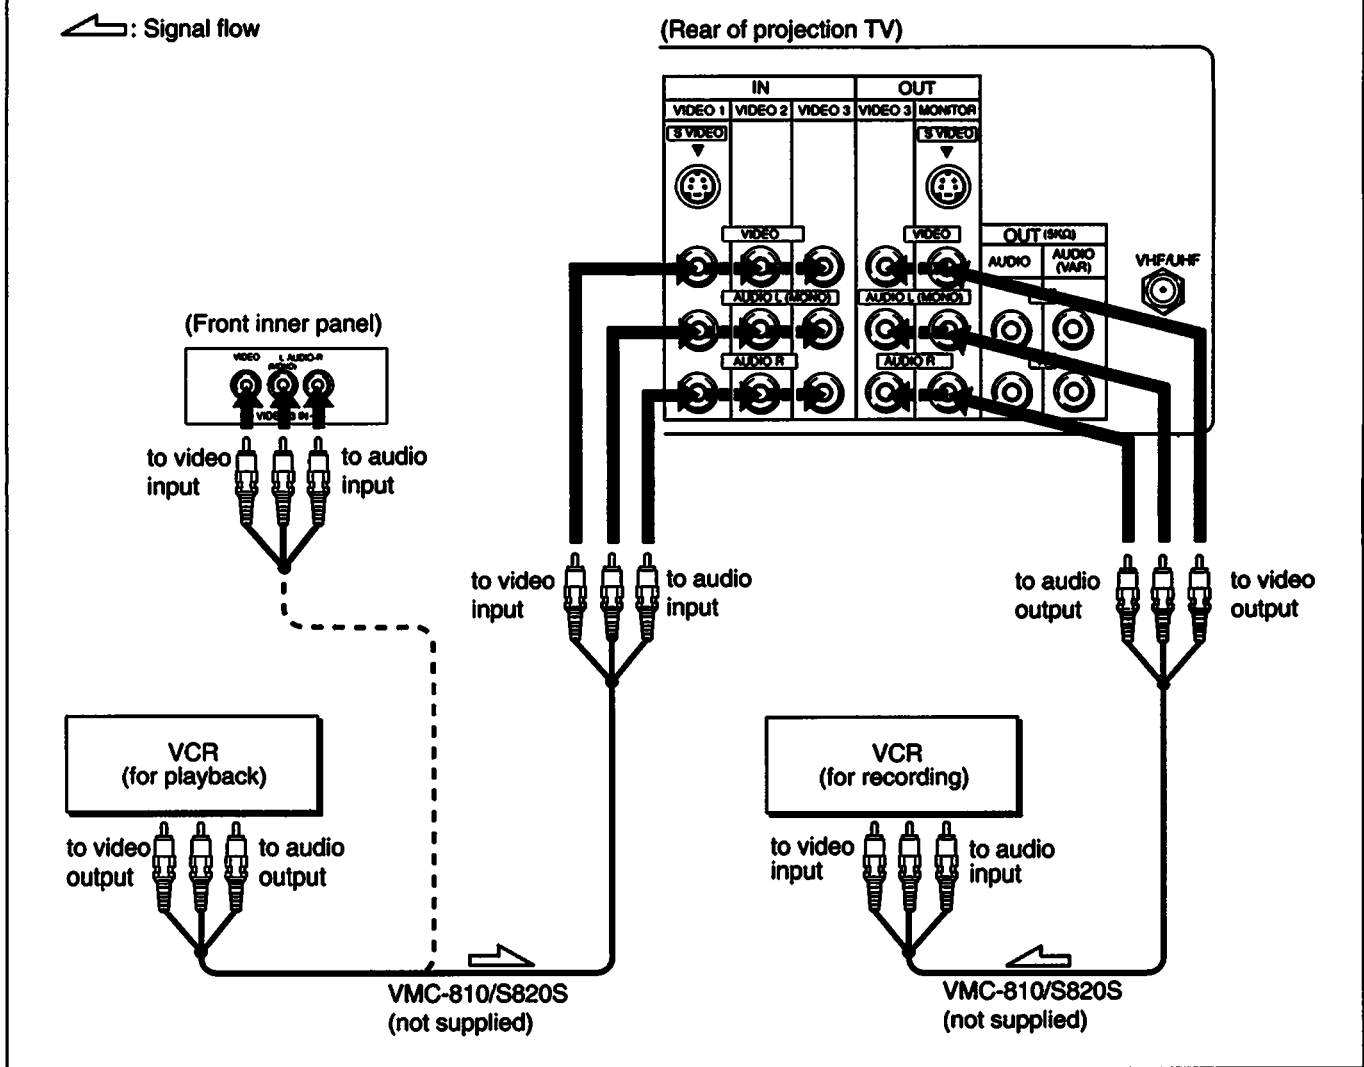 : Signal flow
(Rear of projection TV)
IN
OUT
VIDEO 1
VIDEO 2
VIDEO 3
VIDEO 3
MONITOR
S VIDEO
S VIDEO
VIDEO
VIDEO
OUT (5KΩ)
AUDIO
AUDIO
(VAR)
VHF/UHF
AUDIO L (MONO)
AUDIO L (MONO)
AUDIO R
AUDIO R
(Front inner panel)
VIDEO
L AUDIO-R
(MONO)
to video
input
to audio
input
to video
input
to audio
input
to audio
output
to video
output
VCR
(for playback)
VCR
(for recording)
to video
output
to audio
output
to video
input
to audio
input
VMC-810/S820S
(not supplied)
VMC-810/S820S
(not supplied)